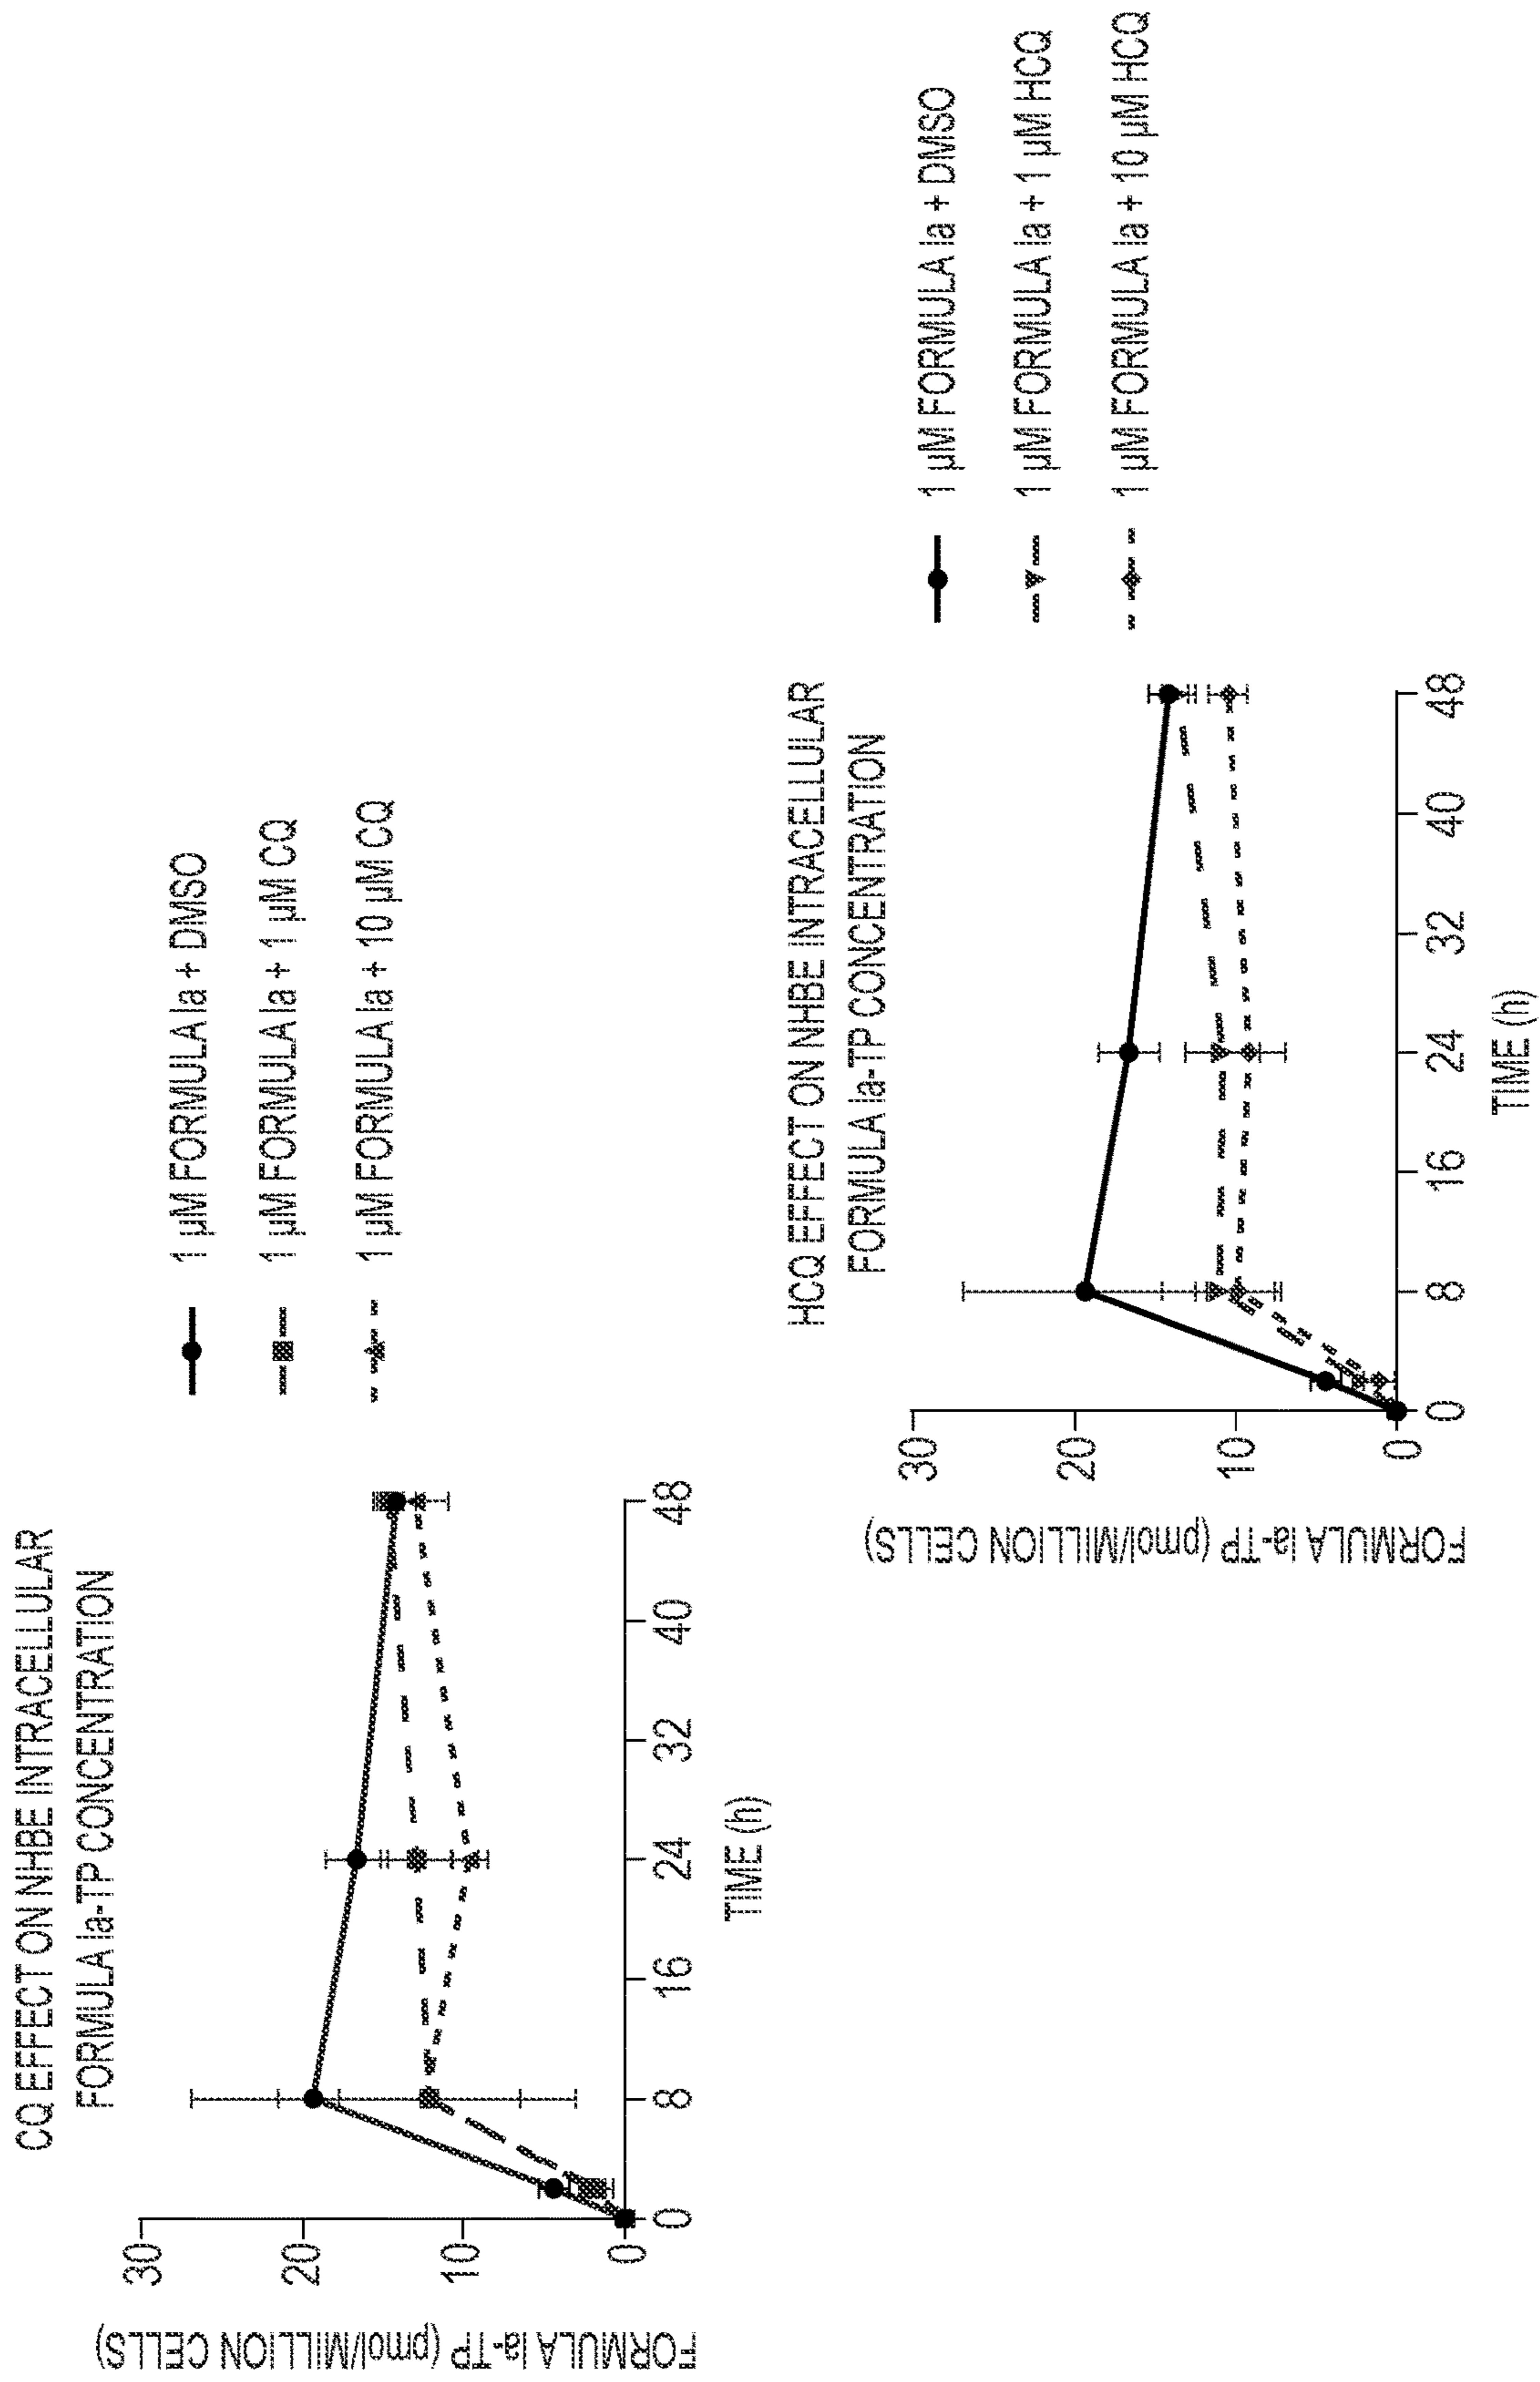 CQ EFFECT ON NHBE INTRACELLULAR
FORMULA Ia-TP CONCENTRATION
FORMULA Ia-TP (pmol/MILLION CELLS)
30
20
10
0
0
8
16
24
32
40
48
TIME (h)
1 µM FORMULA Ia + DMSO
1 µM FORMULA Ia + 1 µM CQ
1 µM FORMULA Ia + 10 µM CQ
HCQ EFFECT ON NHBE INTRACELLULAR
FORMULA Ia-TP CONCENTRATION
FORMULA Ia-TP (pmol/MILLION CELLS)
30
20
10
0
0
8
16
24
32
40
48
TIME (h)
1 µM FORMULA Ia + DMSO
1 µM FORMULA Ia + 1 µM HCQ
1 µM FORMULA Ia + 10 µM HCQ